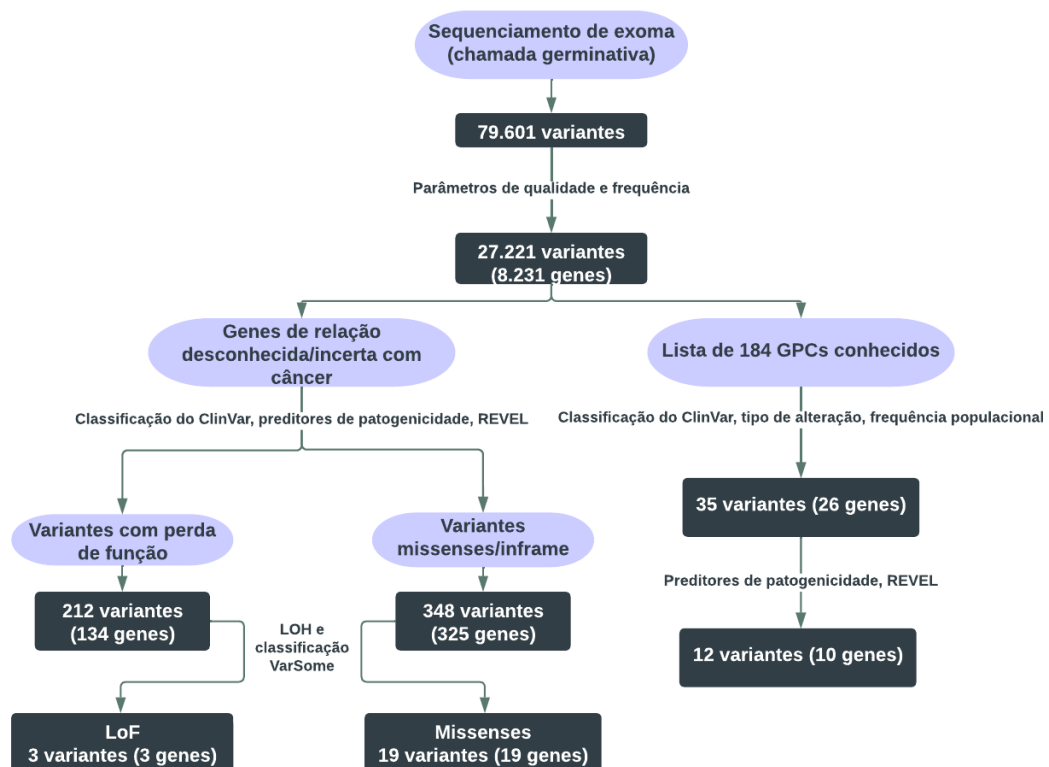 Sequenciamento de exoma
(chamada germinativa)
79.601 variantes
Parâmetros de qualidade e frequência
27.221 variantes
(8.231 genes)
Genes de relação
desconhecida/incerta com
câncer
Lista de 184 GPCs conhecidos
Classificação do ClinVar, preditores de patogenicidade, REVEL
Classificação do ClinVar, tipo de alteração, frequência populacional
Variantes com perda
de função
Variantes
missenses/inframe
35 variantes (26 genes)
Preditores de patogenicidade, REVEL
212 variantes
(134 genes)
348 variantes
(325 genes)
LOH e
classificação
VarSome
12 variantes (10 genes)
LoF
3 variantes (3 genes)
Missenses
19 variantes (19 genes)